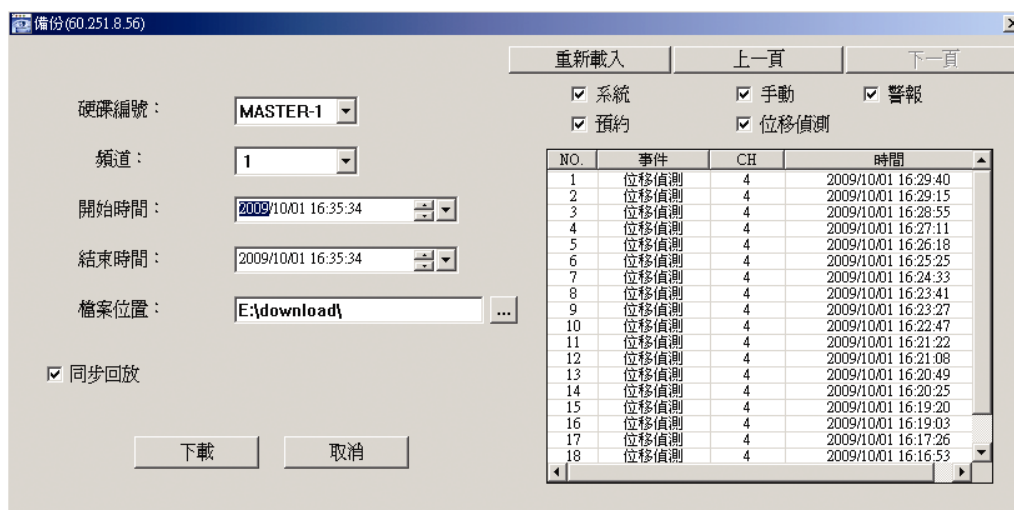 備份(60.251.8.56)
重新載入 上一頁 下一頁
硬碟編號： MASTER-1
頻道： 1
開始時間： 2009/10/01 16:35:34
結束時間： 2009/10/01 16:35:34
檔案位置： E:\download\ ...
同步回放
下載 取消
系統 手動 警報
預約 位移偵測
NO. 事件 CH 時間
1 位移偵測 4 2009/10/01 16:29:40
2 位移偵測 4 2009/10/01 16:29:15
3 位移偵測 4 2009/10/01 16:28:55
4 位移偵測 4 2009/10/01 16:27:11
5 位移偵測 4 2009/10/01 16:26:18
6 位移偵測 4 2009/10/01 16:25:25
7 位移偵測 4 2009/10/01 16:24:33
8 位移偵測 4 2009/10/01 16:23:41
9 位移偵測 4 2009/10/01 16:23:27
10 位移偵測 4 2009/10/01 16:22:47
11 位移偵測 4 2009/10/01 16:21:22
12 位移偵測 4 2009/10/01 16:21:08
13 位移偵測 4 2009/10/01 16:20:49
14 位移偵測 4 2009/10/01 16:20:25
15 位移偵測 4 2009/10/01 16:19:20
16 位移偵測 4 2009/10/01 16:19:03
17 位移偵測 4 2009/10/01 16:17:26
18 位移偵測 4 2009/10/01 16:16:53